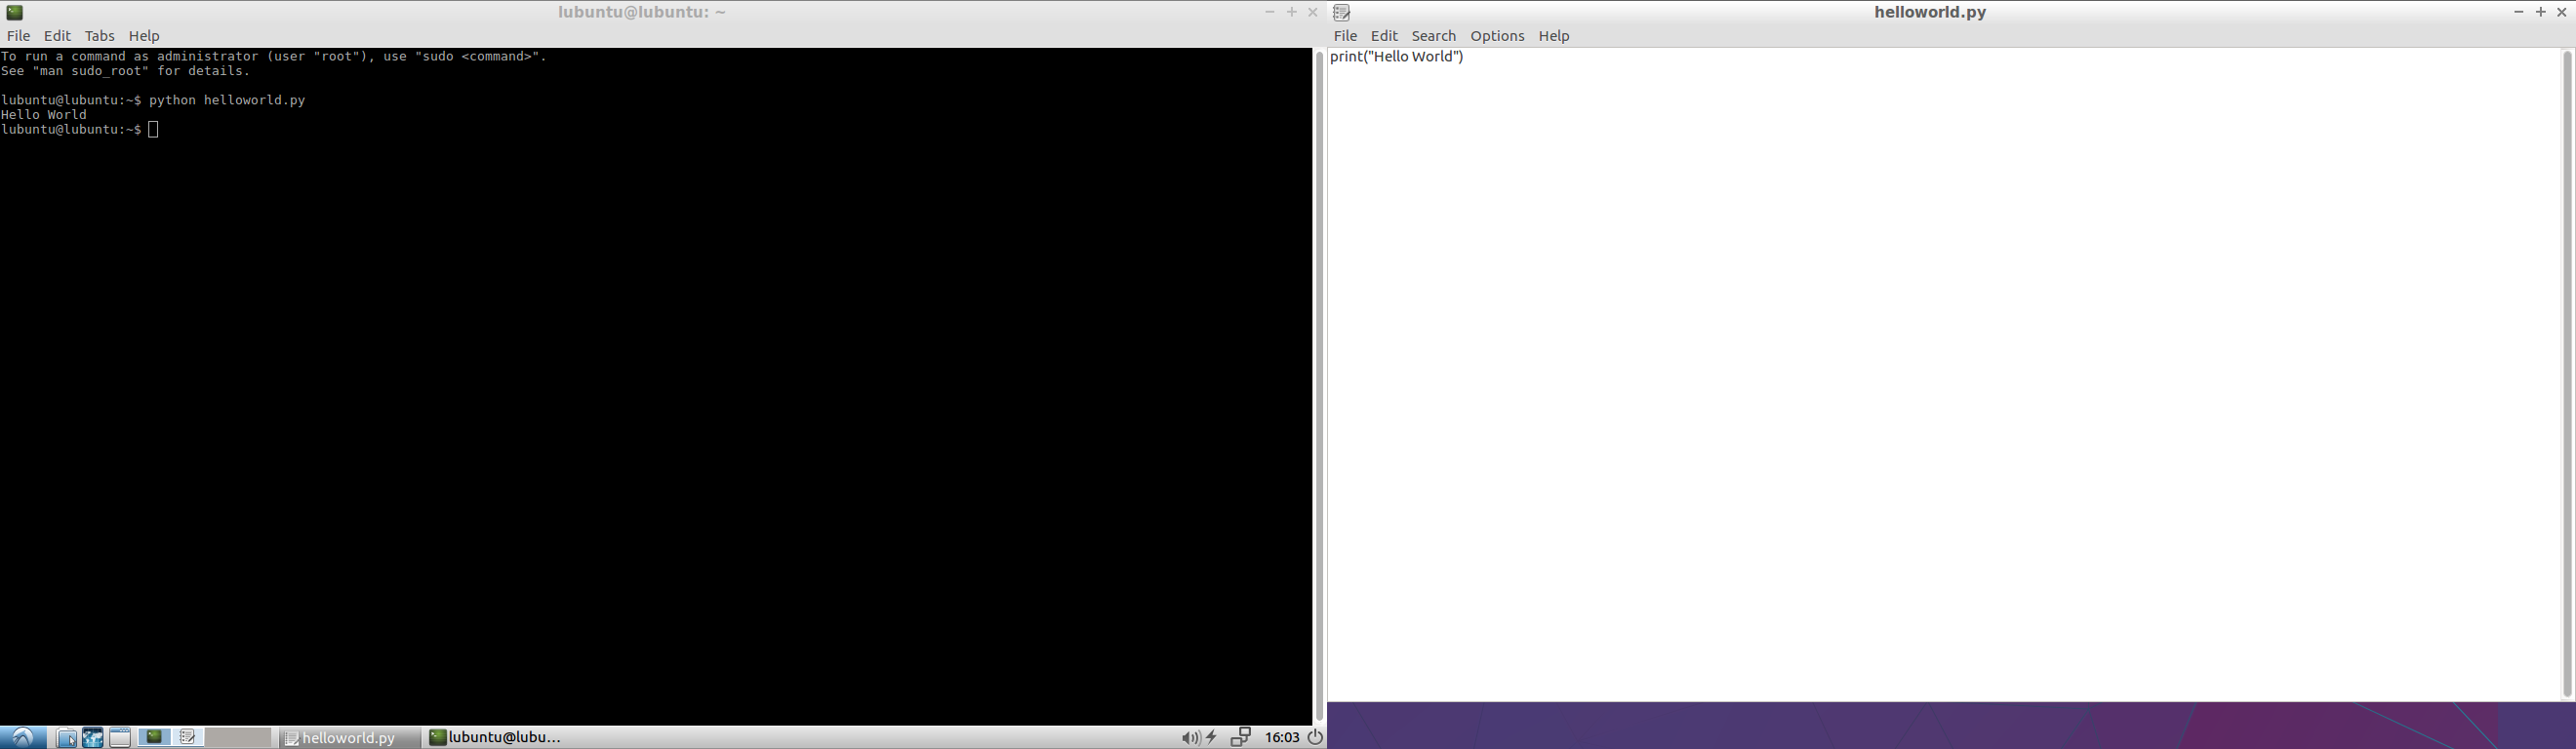 lubuntu@lubuntu: ~
File Edit Tabs Help
To run a command as administrator (user "root"), use "sudo <command>".
See "man sudo_root" for details.
lubuntu@lubuntu:~$ python helloworld.py
Hello World
lubuntu@lubuntu:~$
helloworld.py
File Edit Search Options Help
print("Hello World")
helloworld.py
lubuntu@lubu...
16:03